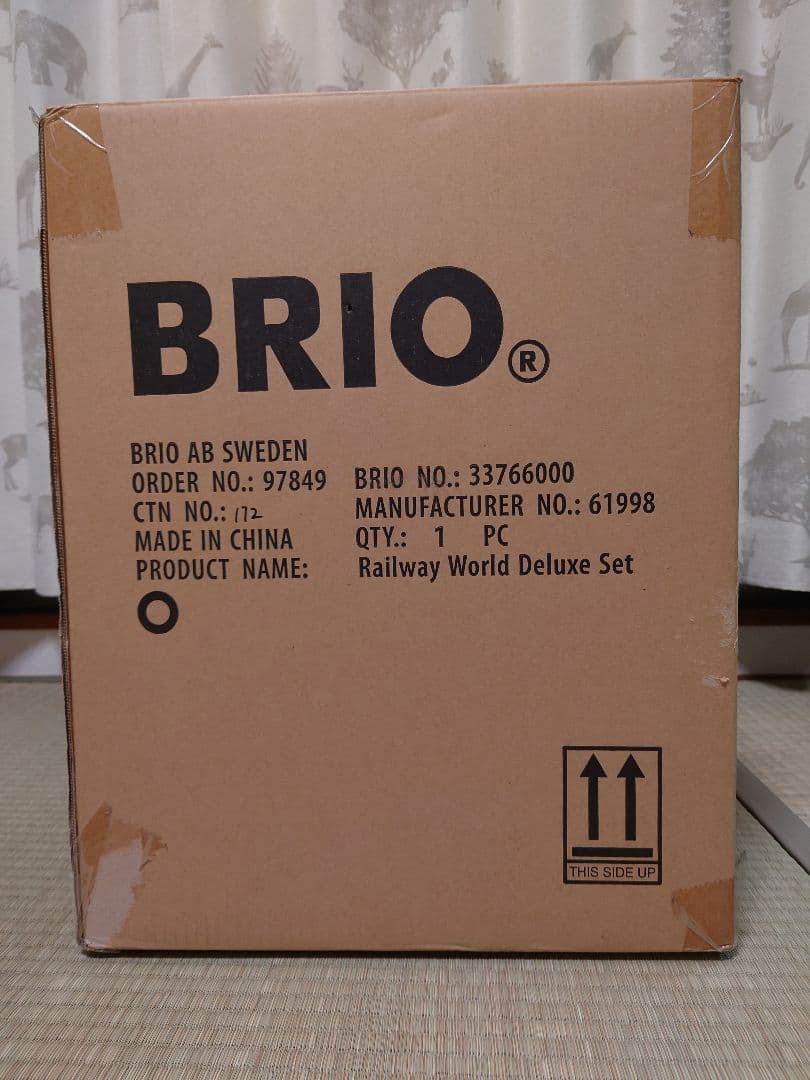 BRIO®
BRIO AB SWEDEN
ORDER NO.: 97849 BRIO NO.: 33766000
CTN NO.: 172 MANUFACTURER NO.: 61998
MADE IN CHINA QTY.: 1 PC
PRODUCT NAME: Railway World Deluxe Set
THIS SIDE UP